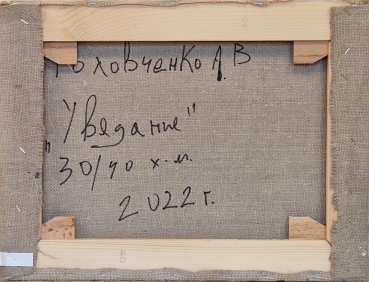 Головченко Л.В
"Увядание"
30/40 х.м.
2022 г.